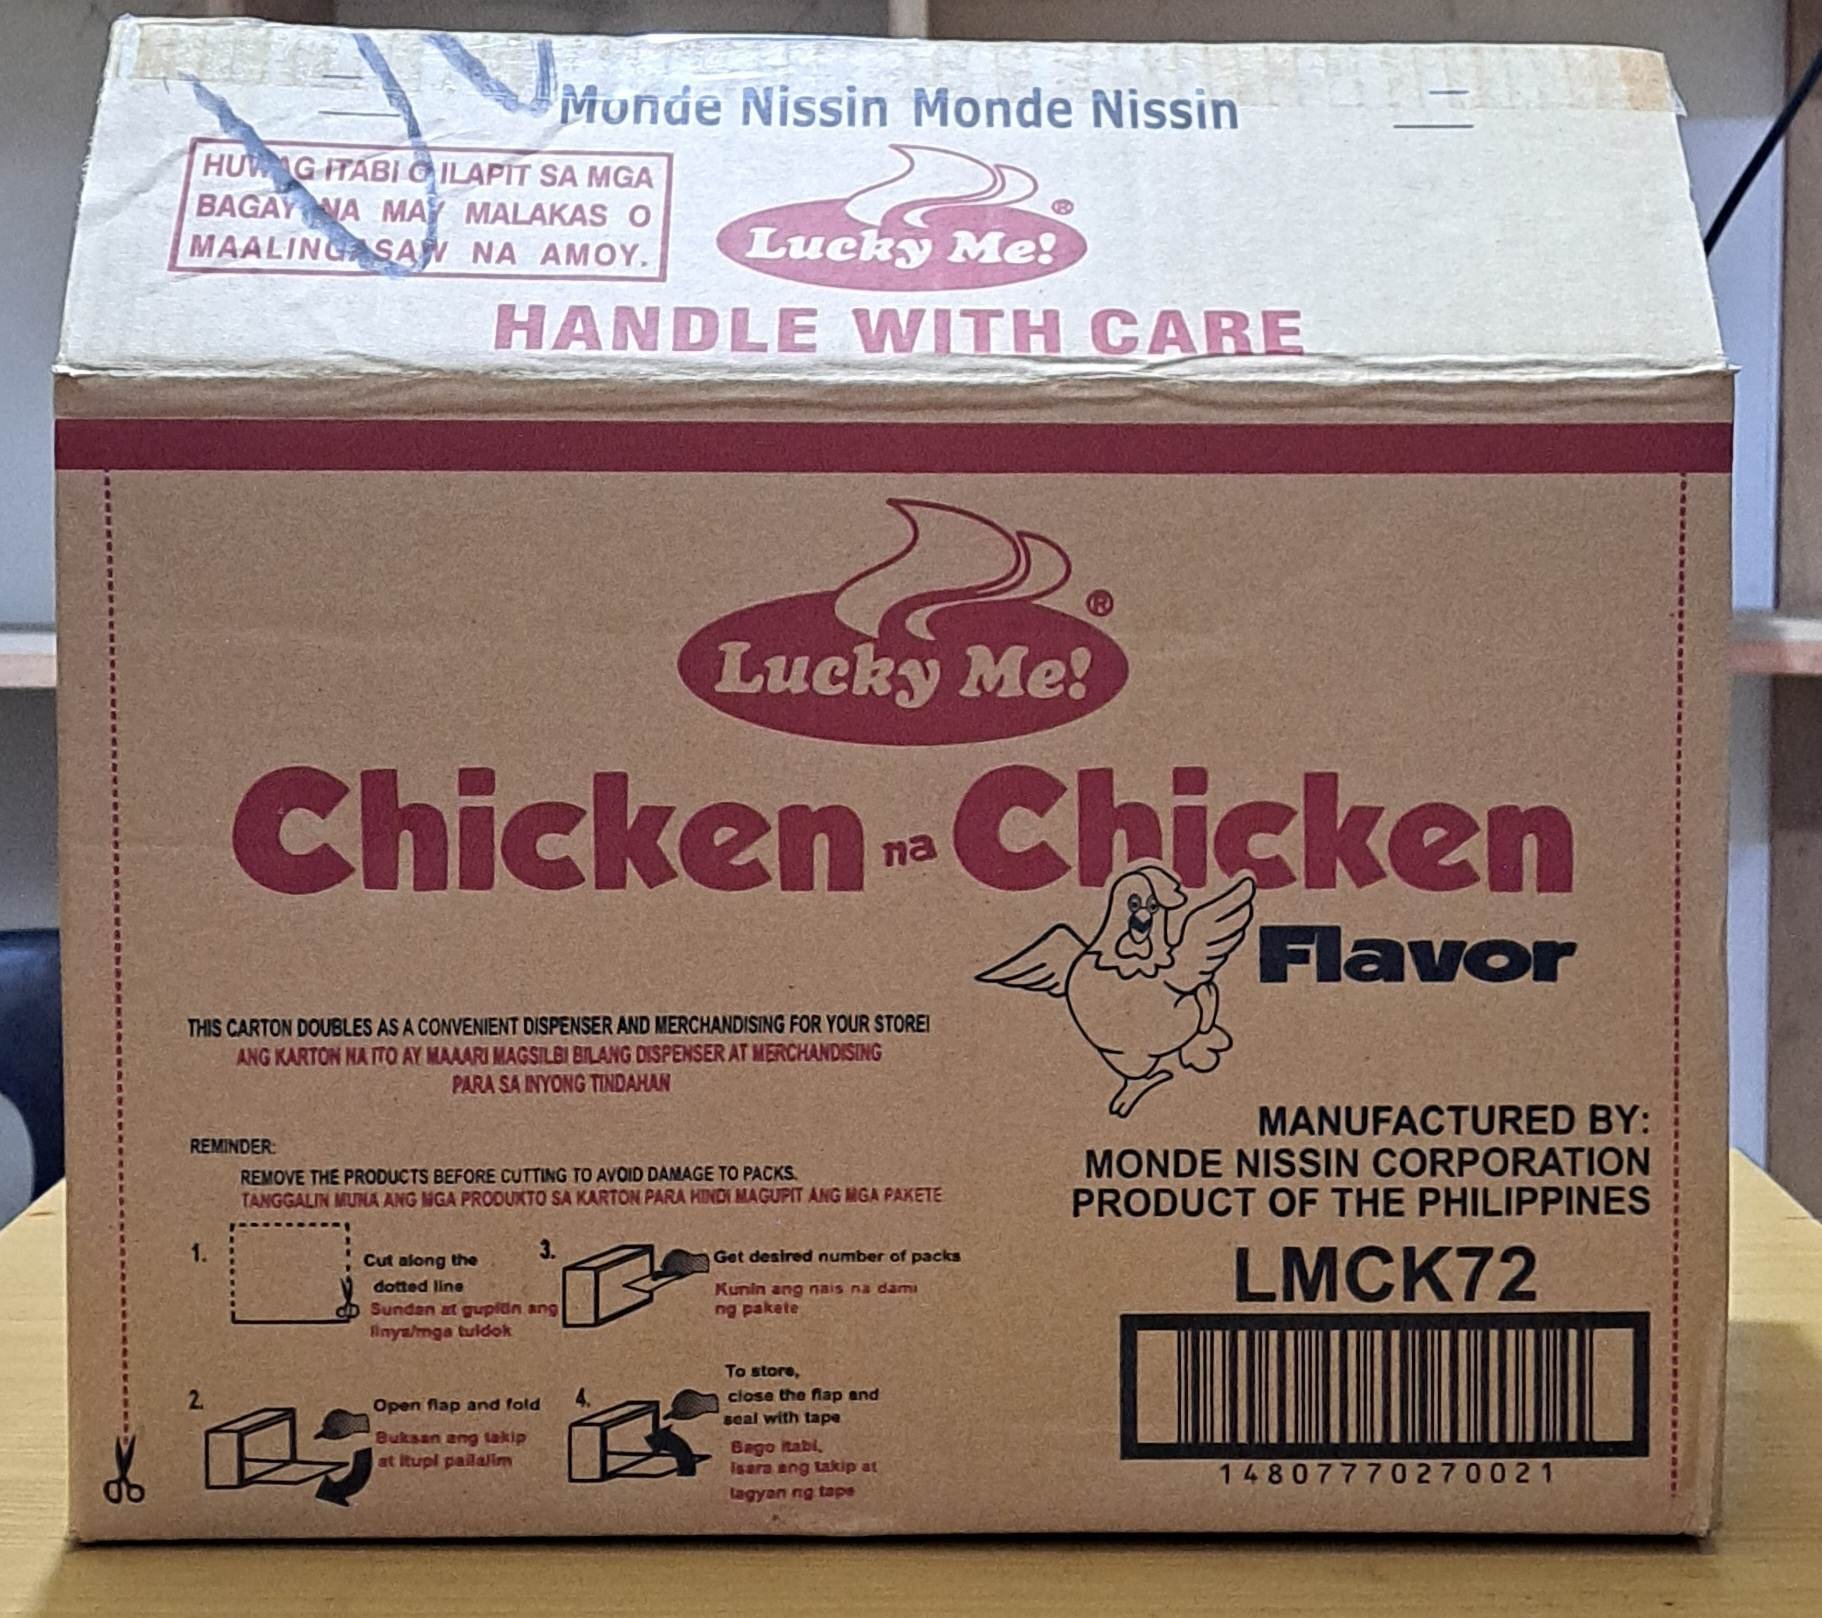 Monde Nissin Monde Nissin
HUWAG ITABI O ILAPIT SA MGA
BAGAY NA MAY MALAKAS O
MAALINGASAW NA AMOY.
Lucky Me!®
HANDLE WITH CARE
Lucky Me!®
Chicken na Chicken
Flavor
THIS CARTON DOUBLES AS A CONVENIENT DISPENSER AND MERCHANDISING FOR YOUR STORE!
ANG KARTON NA ITO AY MAAARI MAGSILBI BILANG DISPENSER AT MERCHANDISING
PARA SA INYONG TINDAHAN
REMINDER:
REMOVE THE PRODUCTS BEFORE CUTTING TO AVOID DAMAGE TO PACKS.
TANGGALIN MUNA ANG MGA PRODUKTO SA KARTON PARA HINDI MAGUPIT ANG MGA PAKETE
1.
Cut along the
dotted line
Sundan at gupitin ang
linya/mga tuldok
2.
Open flap and fold
Buksan ang takip
at itupi pailalim
3.
Get desired number of packs
Kunin ang nais na dami
ng pakete
4.
To store,
close the flap and
seal with tape
Bago itabi,
isara ang takip at
lagyan ng tape
MANUFACTURED BY:
MONDE NISSIN CORPORATION
PRODUCT OF THE PHILIPPINES
LMCK72
14807770270021